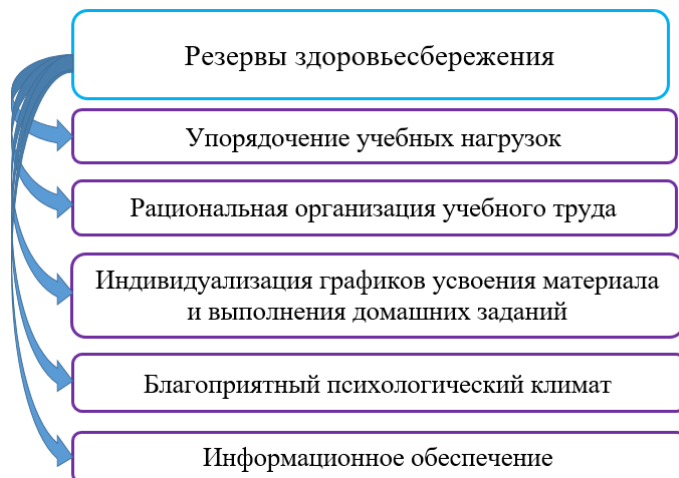 Резервы здоровьесбережения
Упорядочение учебных нагрузок
Рациональная организация учебного труда
Индивидуализация графиков усвоения материала
и выполнения домашних заданий
Благоприятный психологический климат
Информационное обеспечение